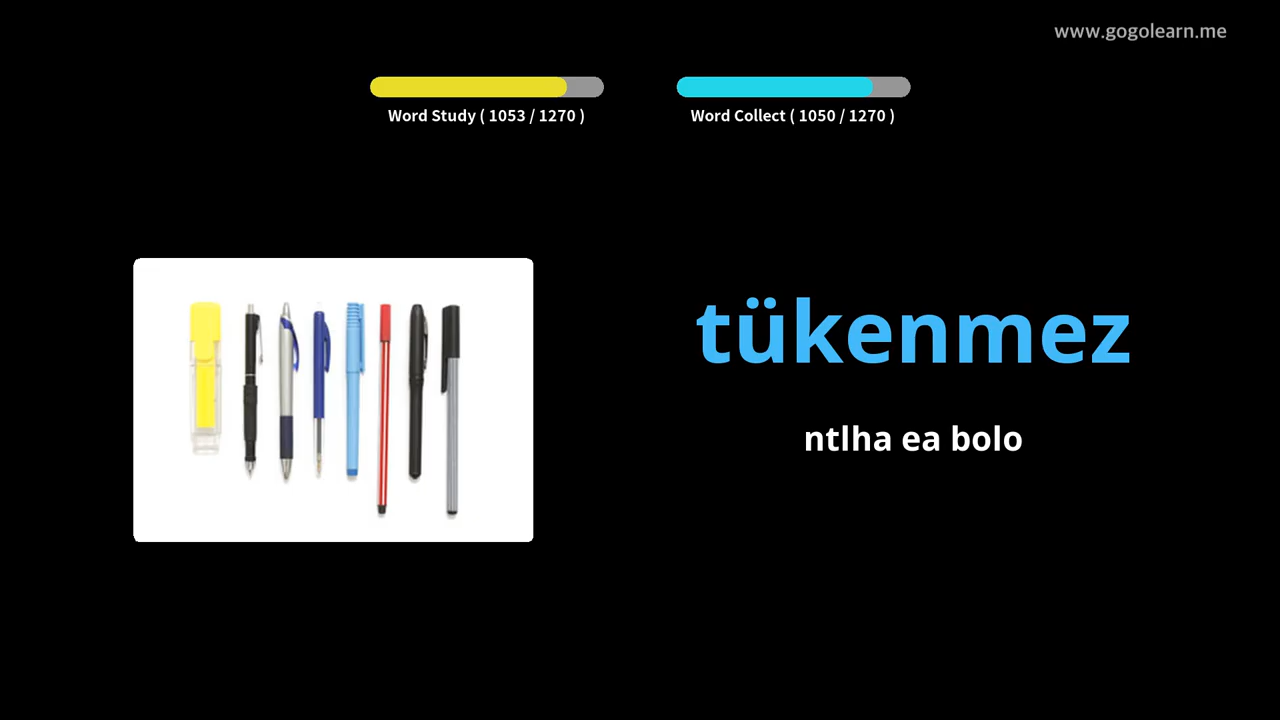 www.gogolearn.me
Word Study ( 1053 / 1270 )
Word Collect ( 1050 / 1270 )
tükenmez
ntlha ea bolo